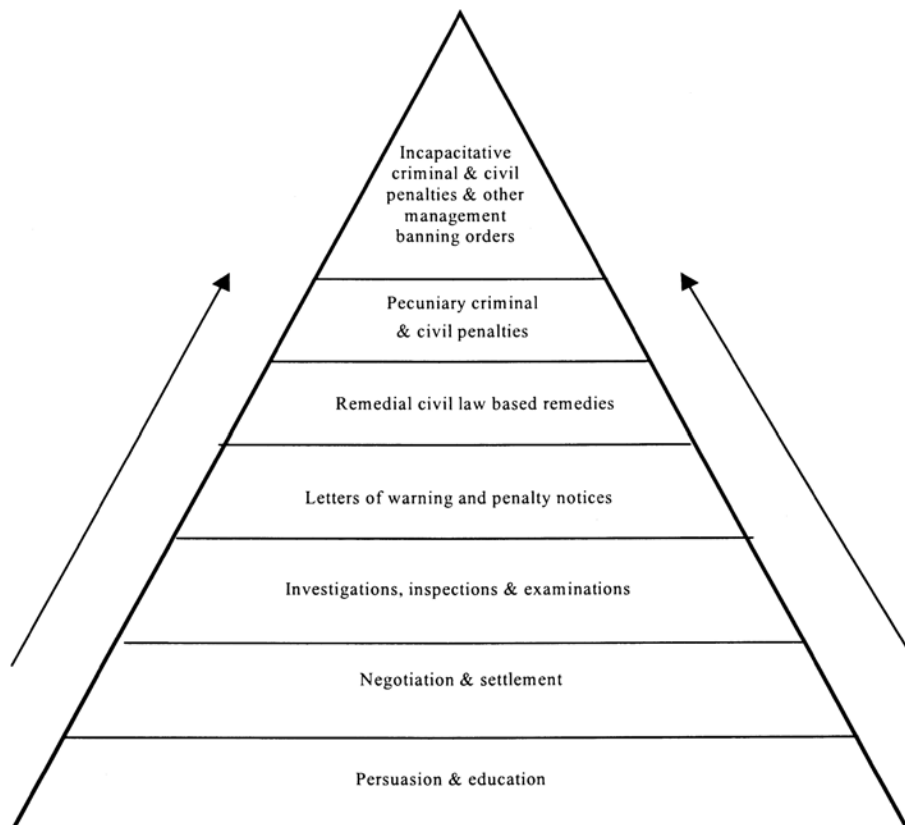 Incapacitative
criminal & civil
penalties & other
management
banning orders
Pecuniary criminal
& civil penalties
Remedial civil law based remedies
Letters of warning and penalty notices
Investigations, inspections & examinations
Negotiation & settlement
Persuasion & education